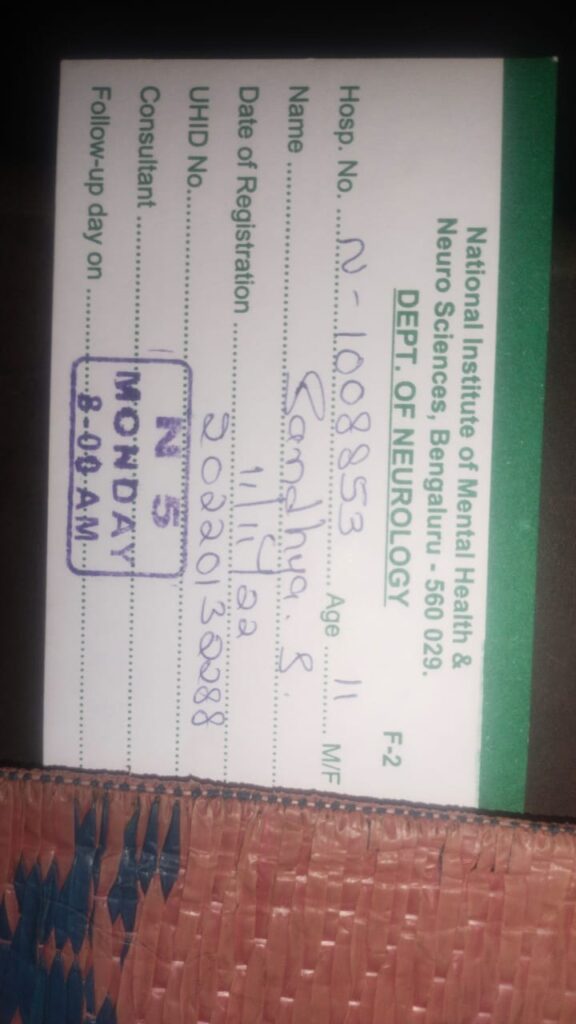 National Institute of Mental Health &
Neuro Sciences, Bengaluru - 560 029.
DEPT. OF NEUROLOGY F-2
Hosp. No. N - 1008853 Age 11 M/F
Name Sandhya. S.
Date of Registration 11/11/22
UHID No. 20220130288
Consultant N 5
MONDAY
Follow-up day on 8-00 AM